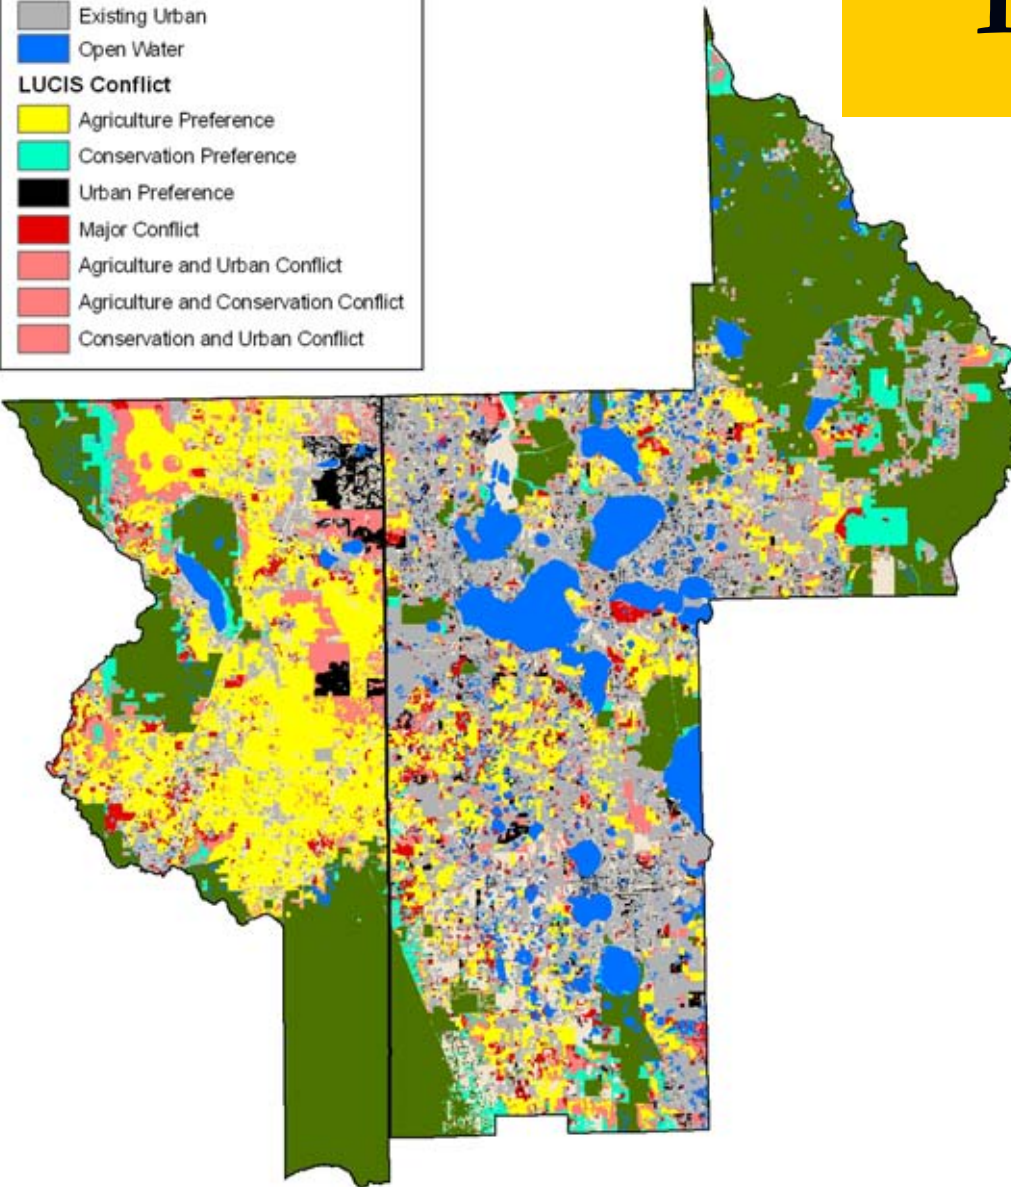 Existing Urban
Open Water
LUCIS Conflict
Agriculture Preference
Conservation Preference
Urban Preference
Major Conflict
Agriculture and Urban Conflict
Agriculture and Conservation Conflict
Conservation and Urban Conflict